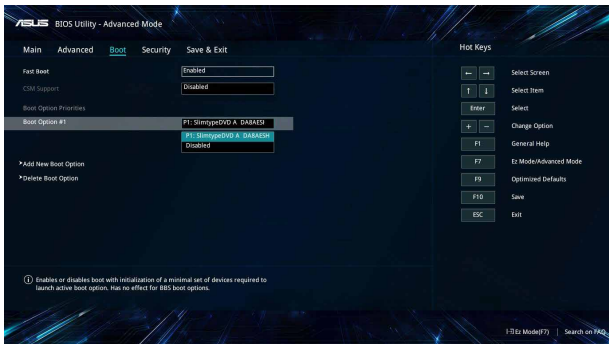 ASUS BIOS Utility - Advanced Mode
Main Advanced Boot Security Save & Exit
Fast Boot Enabled
CSM Support Disabled
Boot Option Priorities
Boot Option #1 P1: SlimtypeDVD A DA8AESI
P1: SlimtypeDVD A DA8AESH
Disabled
Add New Boot Option
Delete Boot Option
Enables or disables boot with initialization of a minimal set of devices required to
launch active boot option. Has no effect for BBS boot options.
Hot Keys
← → Select Screen
↑ ↓ Select Item
Enter Select
+ − Change Option
F1 General Help
F7 Ez Mode/Advanced Mode
F9 Optimized Defaults
F10 Save
ESC Exit
Ez Mode(F7) | Search on FAQ